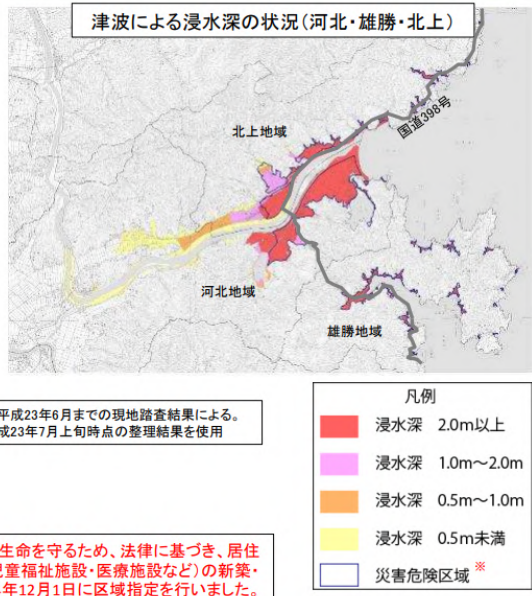 津波による浸水深の状況(河北・雄勝・北上)
国道398号
北上地域
河北地域
雄勝地域
平成23年6月までの現地踏査結果による。
成23年7月上旬時点の整理結果を使用
凡例
浸水深 2.0m以上
浸水深 1.0m～2.0m
浸水深 0.5m～1.0m
浸水深 0.5m未満
災害危険区域 ※
生命を守るため、法律に基づき、居住
児童福祉施設・医療施設など)の新築・
年12月1日に区域指定を行いました。